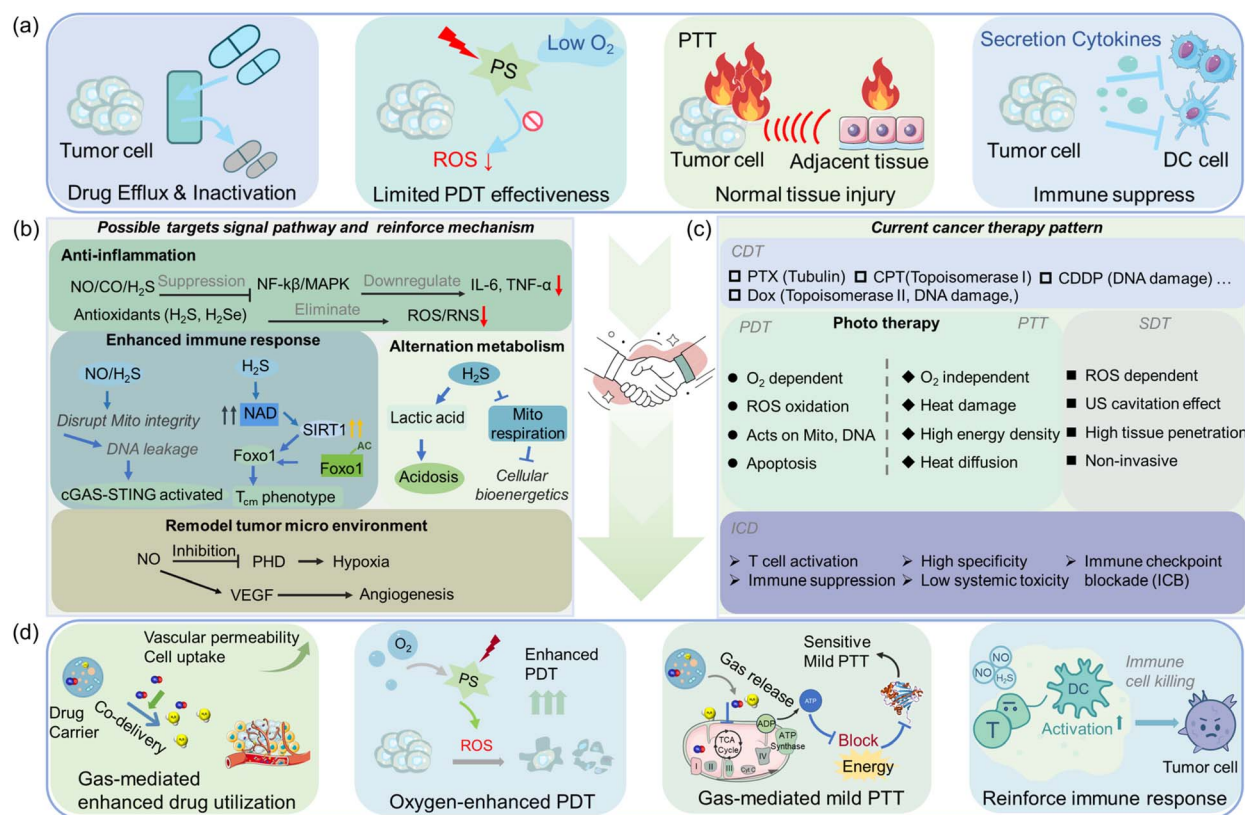 (a)
Tumor cell
Drug Efflux & Inactivation
Low O₂
PS
ROS ↓
Limited PDT effectiveness
PTT
Tumor cell
Adjacent tissue
Normal tissue injury
Secretion Cytokines
Tumor cell
DC cell
Immune suppress
(b)
Possible targets signal pathway and reinforce mechanism
Anti-inflammation
NO/CO/H₂S
Suppression
NF-kβ/MAPK
Downregulate
IL-6, TNF-α
Antioxidants (H₂S, H₂Se)
Eliminate
ROS/RNS
Enhanced immune response
NO/H₂S
Disrupt Mito integrity
DNA leakage
cGAS-STING activated
H₂S
NAD
SIRT1
AC
Foxo1
Foxo1
Tcm phenotype
Alternation metabolism
H₂S
Lactic acid
Mito
respiration
Acidosis
Cellular
bioenergetics
Remodel tumor micro environment
NO
Inhibition
PHD
Hypoxia
VEGF
Angiogenesis
(c)
Current cancer therapy pattern
CDT
PTX (Tubulin)
CPT(Topoisomerase I)
CDDP (DNA damage) ...
Dox (Topoisomerase II, DNA damage,)
PDT
Photo therapy
PTT
SDT
O₂ dependent
ROS oxidation
Acts on Mito, DNA
Apoptosis
O₂ independent
Heat damage
High energy density
Heat diffusion
ROS dependent
US cavitation effect
High tissue penetration
Non-invasive
ICD
T cell activation
Immune suppression
High specificity
Low systemic toxicity
Immune checkpoint
blockade (ICB)
(d)
Vascular permeability
Cell uptake
Drug
Carrier
Co-delivery
Gas-mediated
enhanced drug utilization
O₂
PS
Enhanced
PDT
ROS
Oxygen-enhanced PDT
Sensitive
Mild PTT
Gas release
ATP
ADP
ATP
Synthase
TCA
Cycle
I
II
III
Cyt C
IV
Block
Energy
Gas-mediated mild PTT
NO
NO
H₂S
T
DC
Activation
Immune
cell killing
Tumor cell
Reinforce immune response